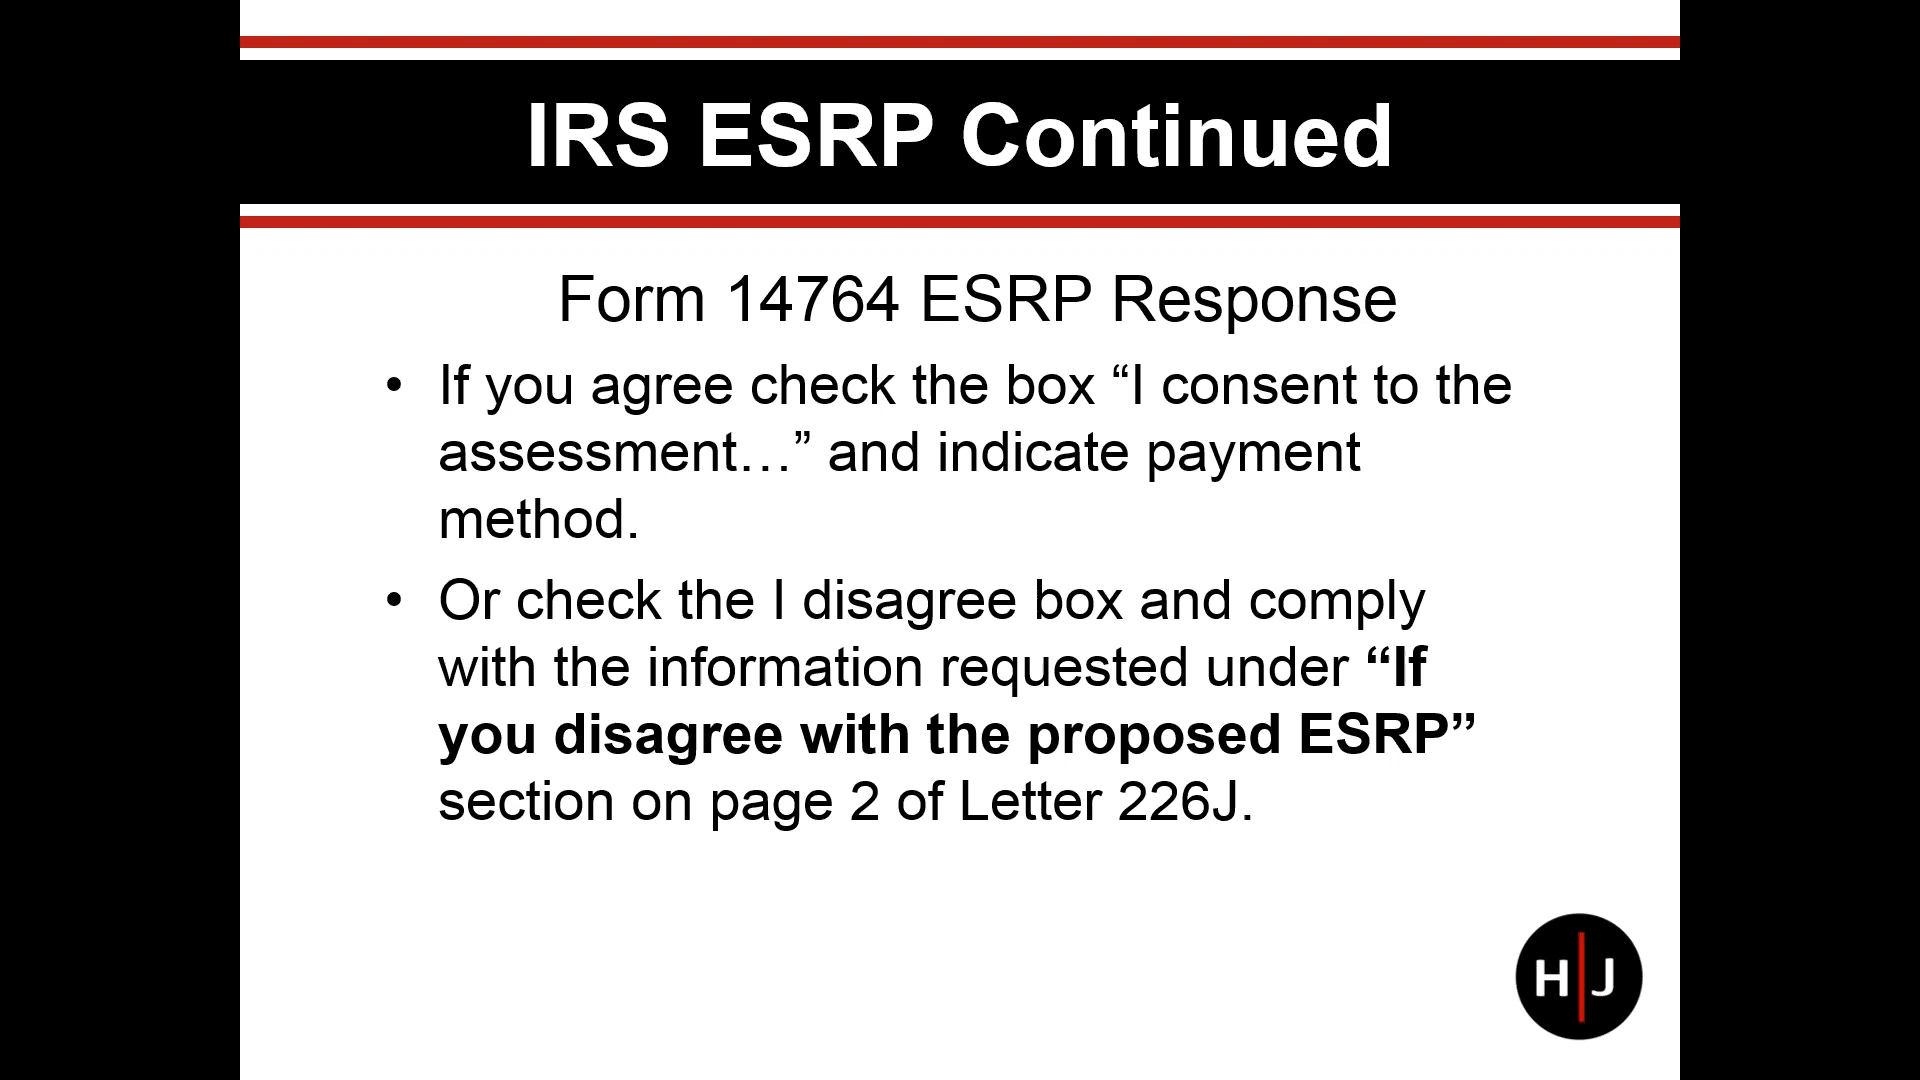 IRS ESRP Continued
Form 14764 ESRP Response
• If you agree check the box “I consent to the
assessment…” and indicate payment
method.
• Or check the I disagree box and comply
with the information requested under “If
you disagree with the proposed ESRP”
section on page 2 of Letter 226J.
H|J